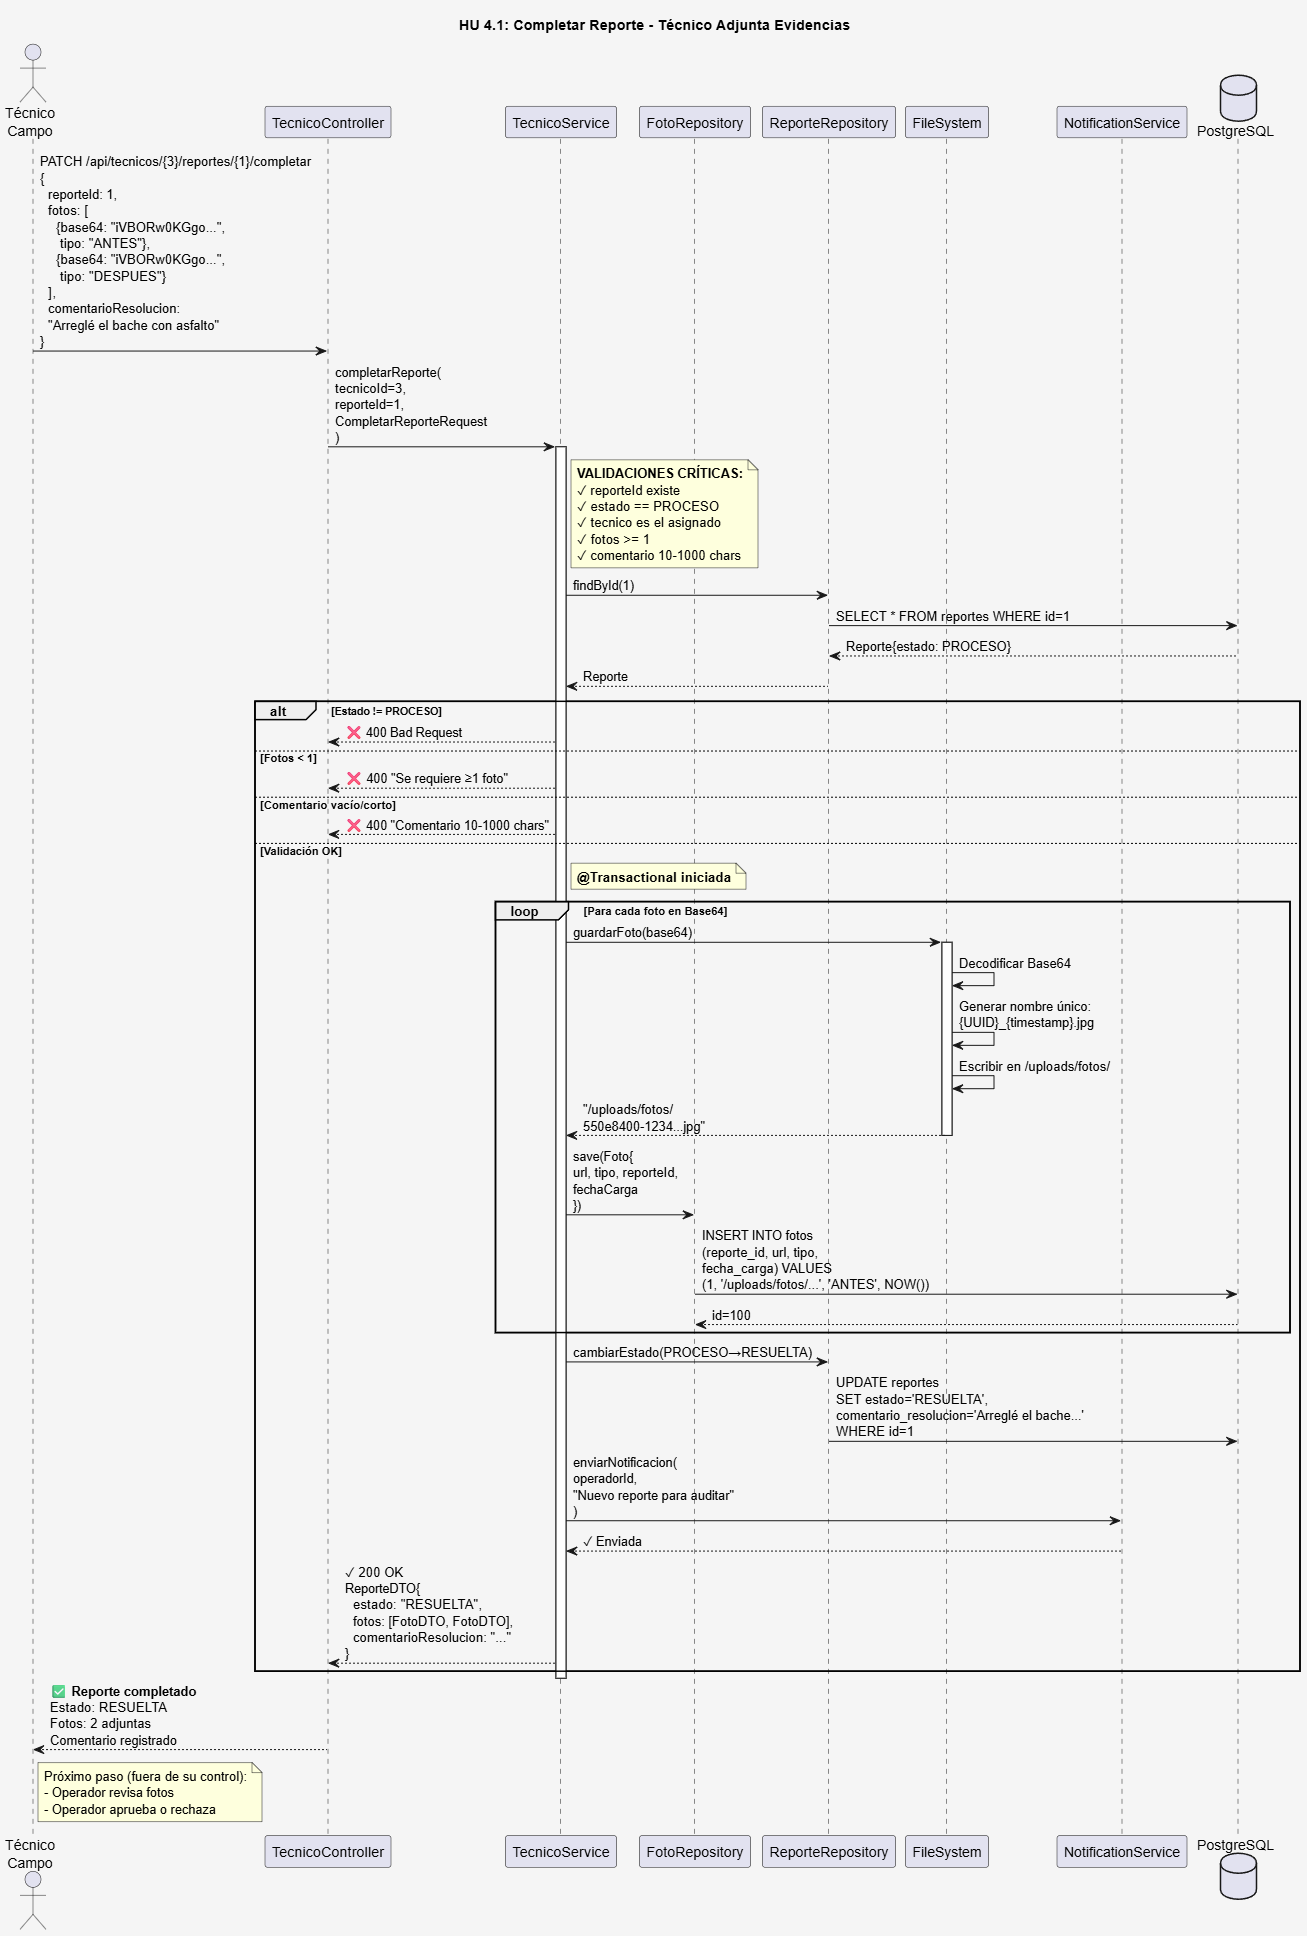 HU 4.1: Completar Reporte - Técnico Adjunta Evidencias
Técnico
Campo
TecnicoController
TecnicoService
FotoRepository
ReporteRepository
FileSystem
NotificationService
PostgreSQL
PATCH /api/tecnicos/{3}/reportes/{1}/completar
{
reporteId: 1,
fotos: [
{base64: "iVBORw0KGgo...",
tipo: "ANTES"},
{base64: "iVBORw0KGgo...",
tipo: "DESPUES"}
],
comentarioResolucion:
"Arreglé el bache con asfalto"
}
completarReporte(
tecnicoId=3,
reporteId=1,
CompletarReporteRequest
)
VALIDACIONES CRÍTICAS:
✓ reporteId existe
✓ estado == PROCESO
✓ tecnico es el asignado
✓ fotos >= 1
✓ comentario 10-1000 chars
findById(1)
SELECT * FROM reportes WHERE id=1
Reporte{estado: PROCESO}
Reporte
alt
[Estado != PROCESO]
❌ 400 Bad Request
[Fotos < 1]
❌ 400 "Se requiere ≥1 foto"
[Comentario vacío/corto]
❌ 400 "Comentario 10-1000 chars"
[Validación OK]
@Transactional iniciada
loop
[Para cada foto en Base64]
guardarFoto(base64)
Decodificar Base64
Generar nombre único:
{UUID}_{timestamp}.jpg
Escribir en /uploads/fotos/
"/uploads/fotos/
550e8400-1234...jpg"
save(Foto{
url, tipo, reporteId,
fechaCarga
})
INSERT INTO fotos
(reporte_id, url, tipo,
fecha_carga) VALUES
(1, '/uploads/fotos/...', 'ANTES', NOW())
id=100
cambiarEstado(PROCESO→RESUELTA)
UPDATE reportes
SET estado='RESUELTA',
comentario_resolucion='Arreglé el bache...'
WHERE id=1
enviarNotificacion(
operadorId,
"Nuevo reporte para auditar"
)
✓ Enviada
✓ 200 OK
ReporteDTO{
estado: "RESUELTA",
fotos: [FotoDTO, FotoDTO],
comentarioResolucion: "..."
}
✅ Reporte completado
Estado: RESUELTA
Fotos: 2 adjuntas
Comentario registrado
Próximo paso (fuera de su control):
- Operador revisa fotos
- Operador aprueba o rechaza
Técnico
Campo
TecnicoController
TecnicoService
FotoRepository
ReporteRepository
FileSystem
NotificationService
PostgreSQL